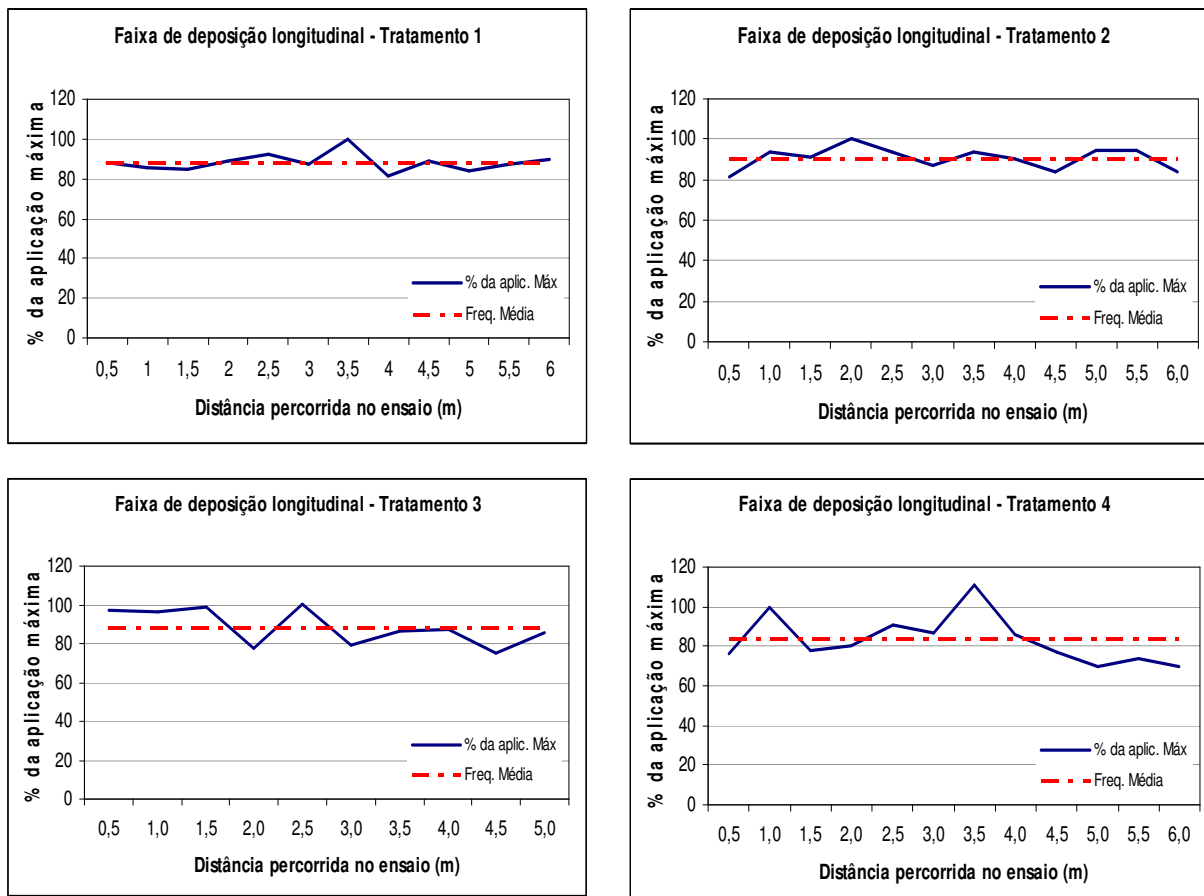 Faixa de deposição longitudinal - Tratamento 1
% da aplicação máxima
120
100
80
60
40
20
0
% da aplic. Máx
Freq. Média
0,5 1 1,5 2 2,5 3 3,5 4 4,5 5 5,5 6
Distância percorrida no ensaio (m)
Faixa de deposição longitudinal - Tratamento 2
% da aplicação máxima
120
100
80
60
40
20
0
% da aplic. Máx
Freq. Média
0,5 1,0 1,5 2,0 2,5 3,0 3,5 4,0 4,5 5,0 5,5 6,0
Distância percorrida no ensaio (m)
Faixa de deposição longitudinal - Tratamento 3
% da aplicação máxima
120
100
80
60
40
20
0
% da aplic. Máx
Freq. Média
0,5 1,0 1,5 2,0 2,5 3,0 3,5 4,0 4,5 5,0
Distância percorrida no ensaio (m)
Faixa de deposição longitudinal - Tratamento 4
% da aplicação máxima
120
100
80
60
40
20
0
% da aplic. Máx
Freq. Média
0,5 1,0 1,5 2,0 2,5 3,0 3,5 4,0 4,5 5,0 5,5 6,0
Distância percorrida no ensaio (m)